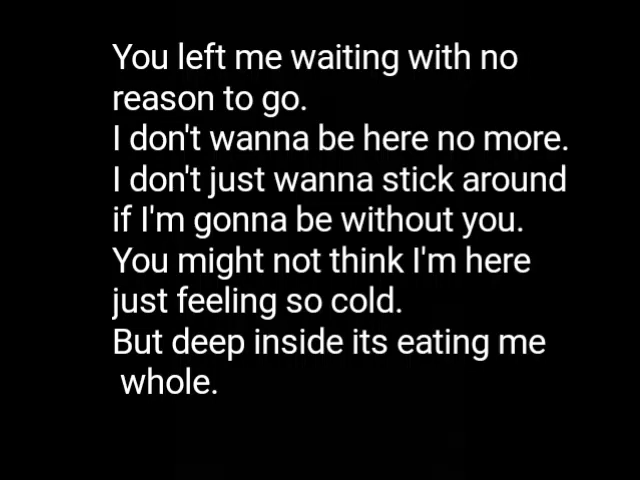 You left me waiting with no
reason to go.
I don't wanna be here no more.
I don't just wanna stick around
if I'm gonna be without you.
You might not think I'm here
just feeling so cold.
But deep inside its eating me
whole.